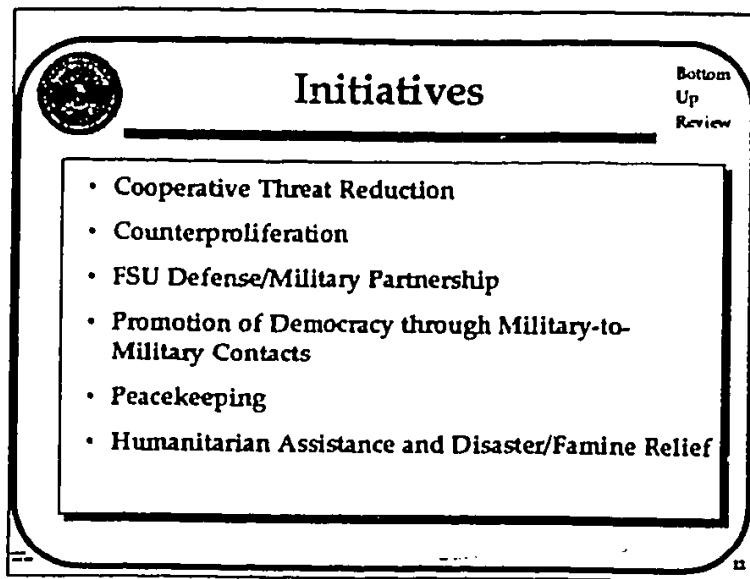 Initiatives
Bottom
Up
Review
• Cooperative Threat Reduction
• Counterproliferation
• FSU Defense/Military Partnership
• Promotion of Democracy through Military-to-
Military Contacts
• Peacekeeping
• Humanitarian Assistance and Disaster/Famine Relief
12